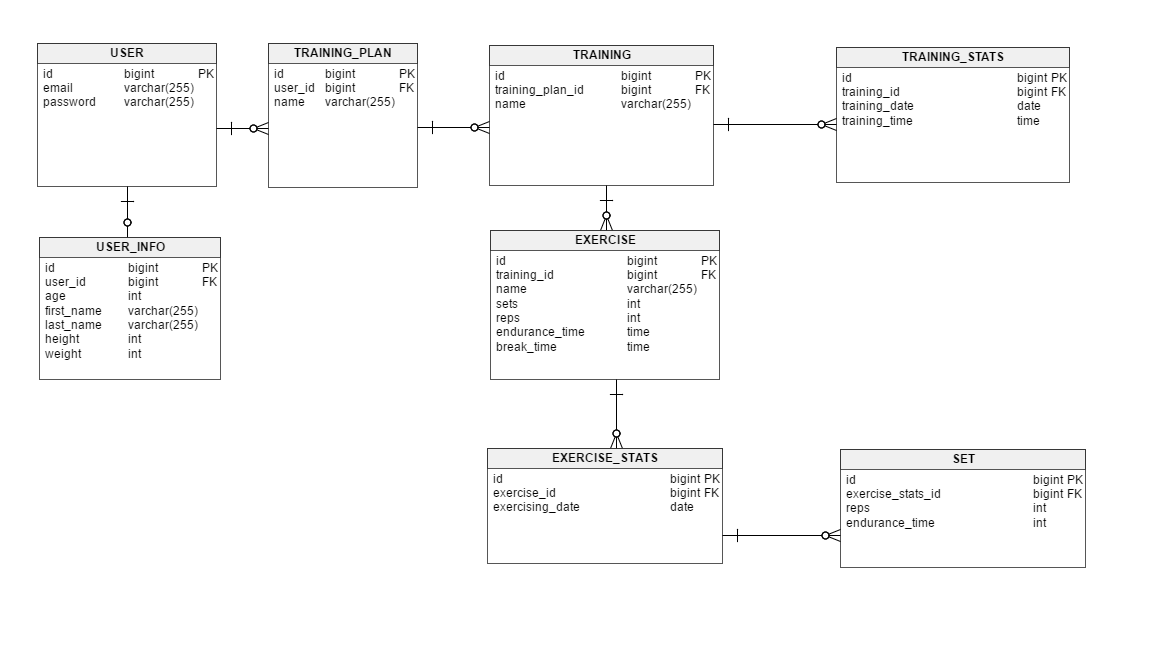 USER
id bigint PK
email varchar(255)
password varchar(255)
TRAINING_PLAN
id bigint PK
user_id bigint FK
name varchar(255)
TRAINING
id bigint PK
training_plan_id bigint FK
name varchar(255)
TRAINING_STATS
id bigint PK
training_id bigint FK
training_date date
training_time time
USER_INFO
id bigint PK
user_id bigint FK
age int
first_name varchar(255)
last_name varchar(255)
height int
weight int
EXERCISE
id bigint PK
training_id bigint FK
name varchar(255)
sets int
reps int
endurance_time time
break_time time
EXERCISE_STATS
id bigint PK
exercise_id bigint FK
exercising_date date
SET
id bigint PK
exercise_stats_id bigint FK
reps int
endurance_time int